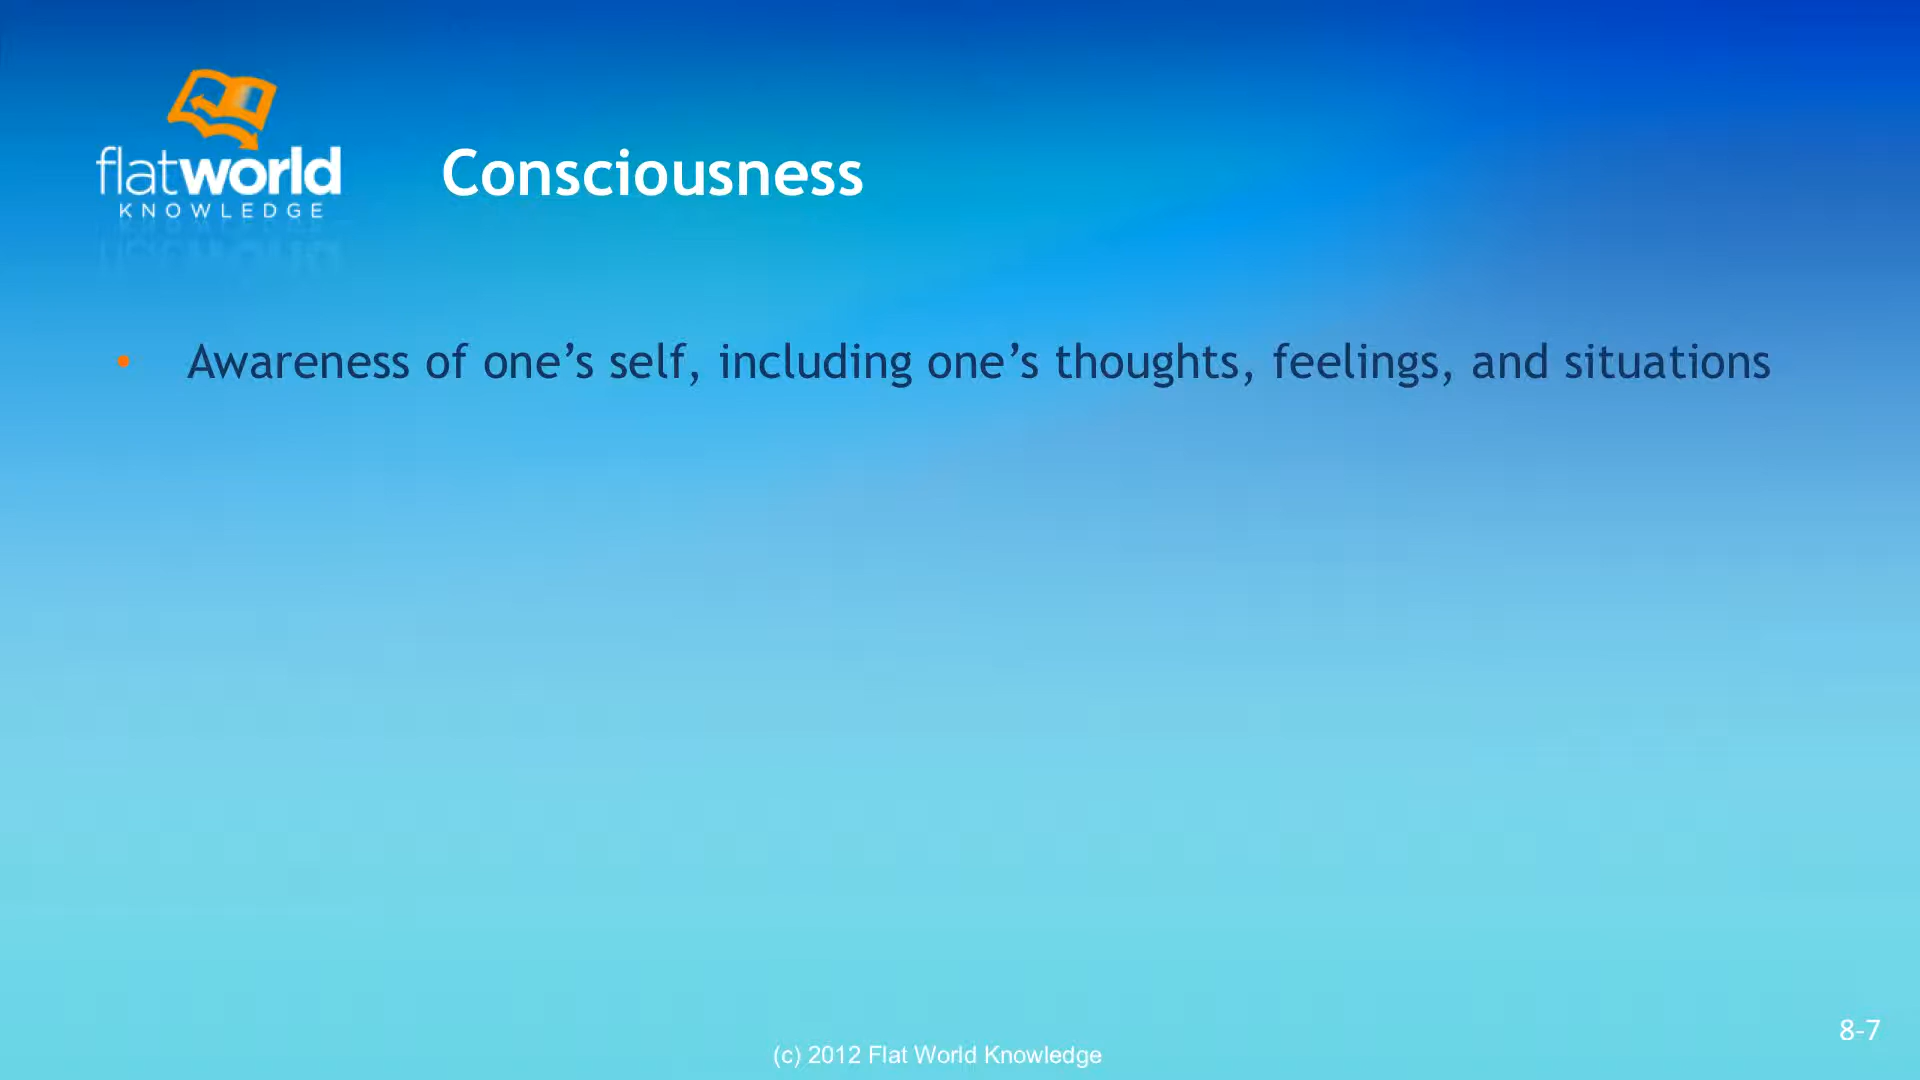 flatworld
KNOWLEDGE
Consciousness
• Awareness of one’s self, including one’s thoughts, feelings, and situations
8-7
(c) 2012 Flat World Knowledge